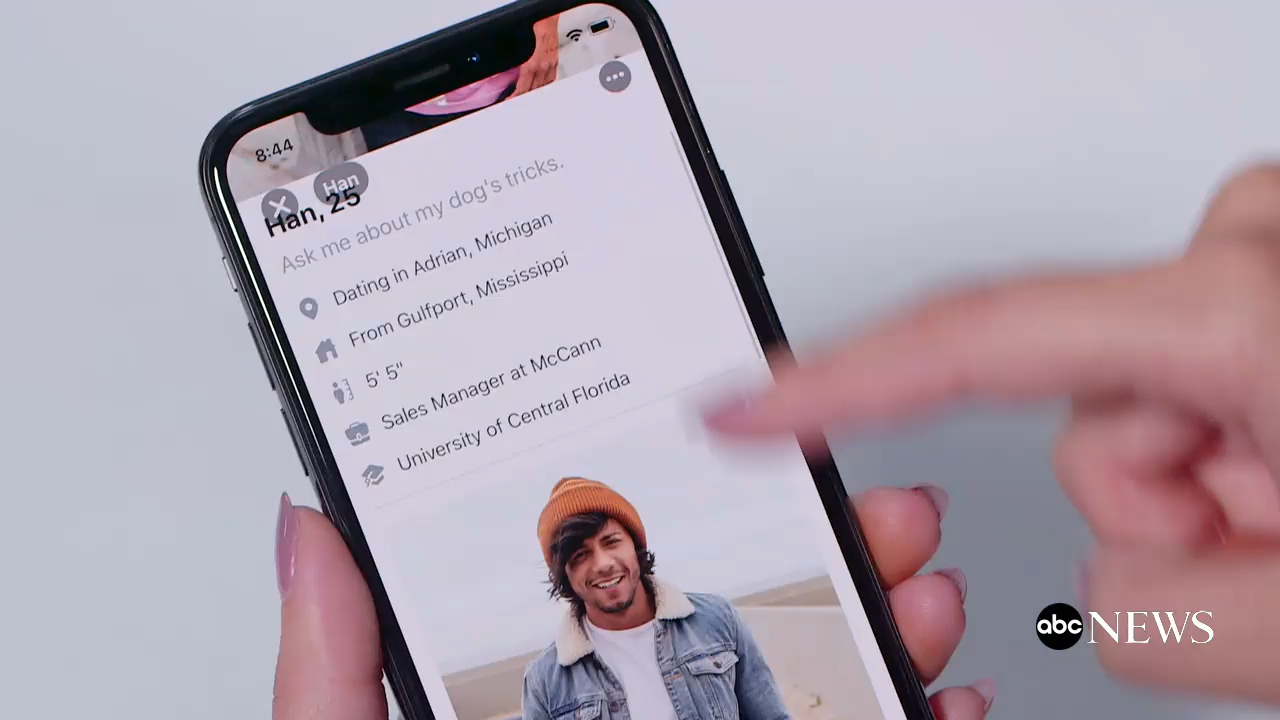 8:44
Han
Han, 25
Ask me about my dog's tricks.
Dating in Adrian, Michigan
From Gulfport, Mississippi
5' 5"
Sales Manager at McCann
University of Central Florida
abc NEWS